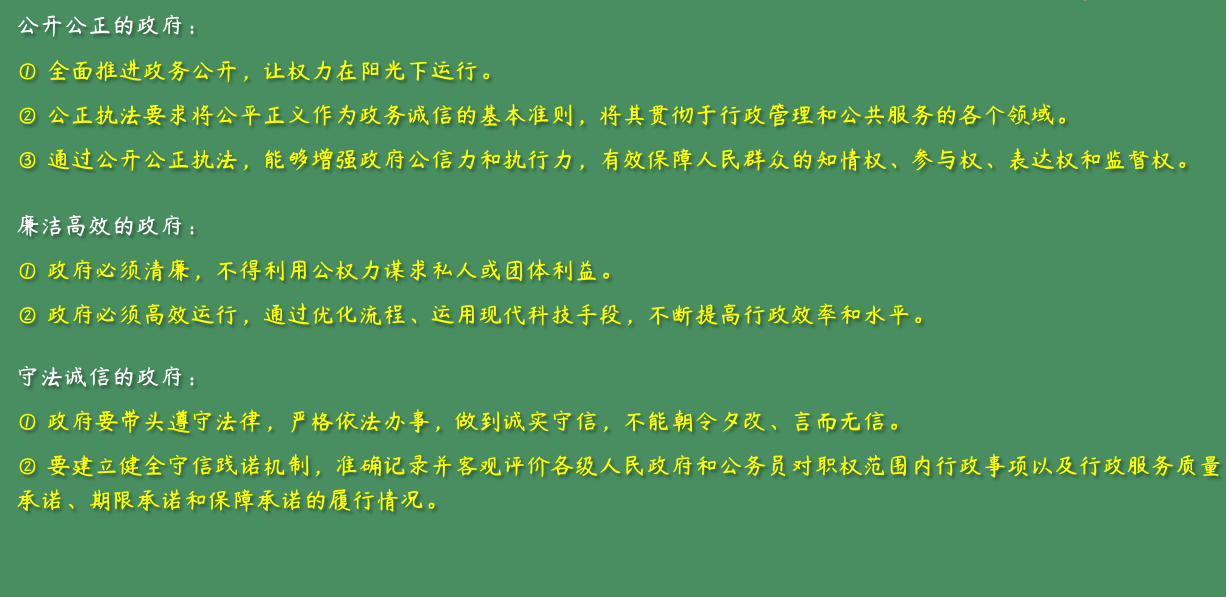 公开公正的政府：
① 全面推进政务公开，让权力在阳光下运行。
② 公正执法要求将公平正义作为政务诚信的基本准则，将其贯彻于行政管理和公共服务的各个领域。
③ 通过公开公正执法，能够增强政府公信力和执行力，有效保障人民群众的知情权、参与权、表达权和监督权。
廉洁高效的政府：
① 政府必须清廉，不得利用公权力谋求私人或团体利益。
② 政府必须高效运行，通过优化流程、运用现代科技手段，不断提高行政效率和水平。
守法诚信的政府：
① 政府要带头遵守法律，严格依法办事，做到诚实守信，不能朝令夕改、言而无信。
② 要建立健全守信践诺机制，准确记录并客观评价各级人民政府和公务员对职权范围内行政事项以及行政服务质量
承诺、期限承诺和保障承诺的履行情况。